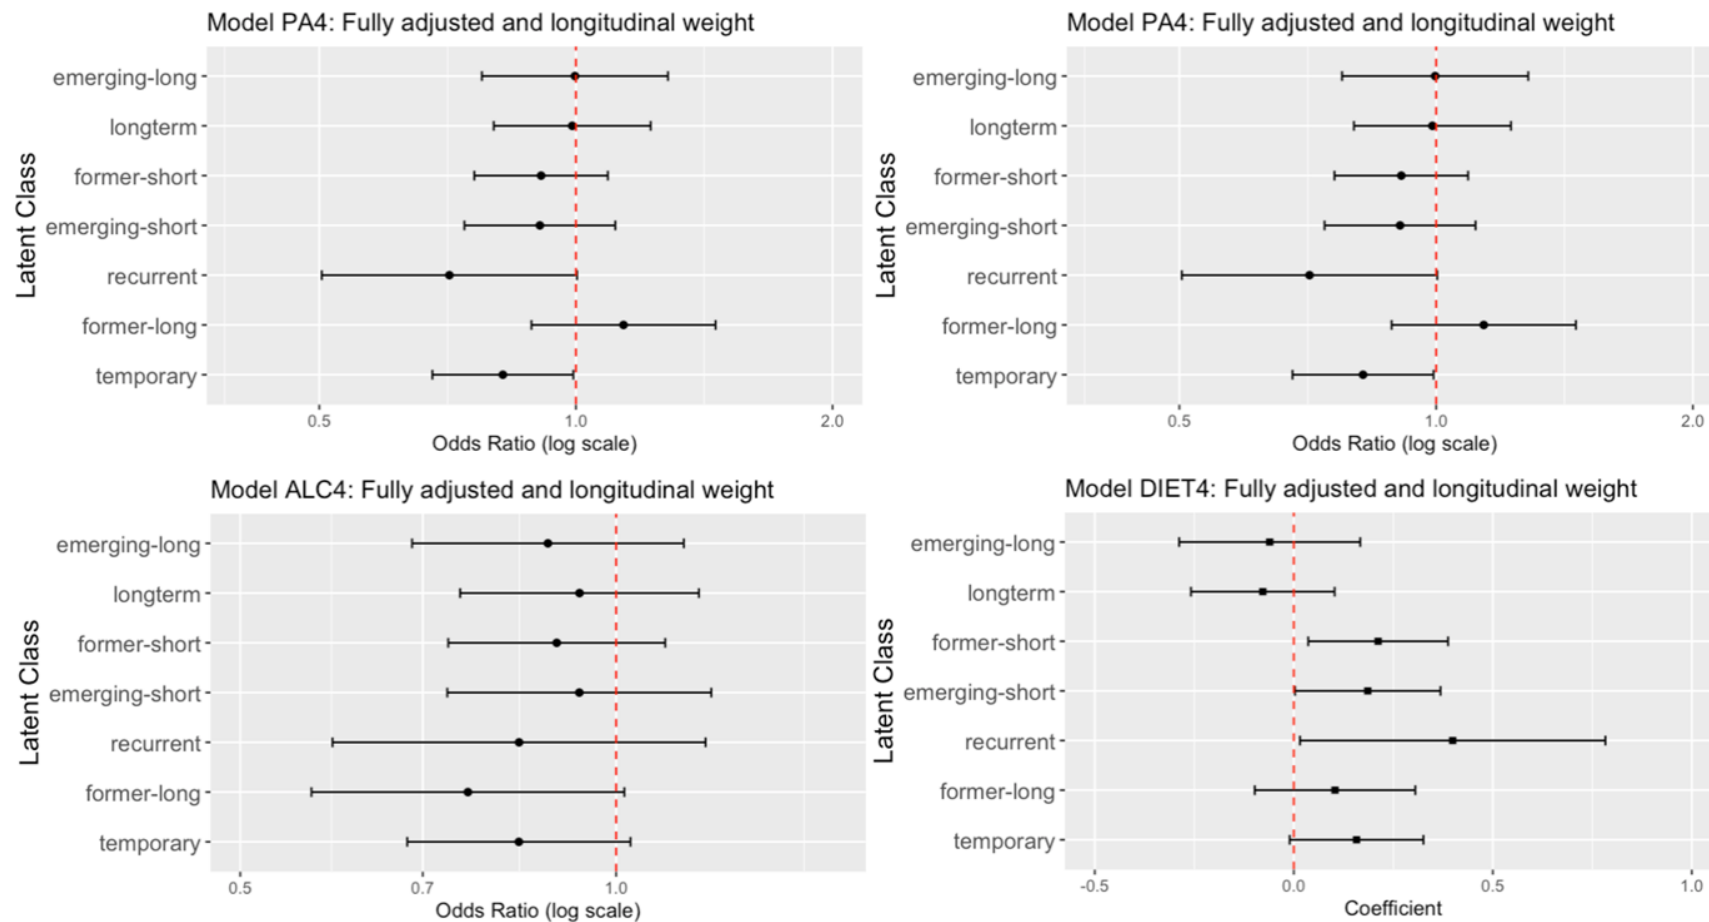 Model PA4: Fully adjusted and longitudinal weight
Latent Class
emerging-long
longterm
former-short
emerging-short
recurrent
former-long
temporary
0.5 1.0 2.0
Odds Ratio (log scale)
Model PA4: Fully adjusted and longitudinal weight
Latent Class
emerging-long
longterm
former-short
emerging-short
recurrent
former-long
temporary
0.5 1.0 2.0
Odds Ratio (log scale)
Model ALC4: Fully adjusted and longitudinal weight
Latent Class
emerging-long
longterm
former-short
emerging-short
recurrent
former-long
temporary
0.5 0.7 1.0
Odds Ratio (log scale)
Model DIET4: Fully adjusted and longitudinal weight
Latent Class
emerging-long
longterm
former-short
emerging-short
recurrent
former-long
temporary
-0.5 0.0 0.5 1.0
Coefficient